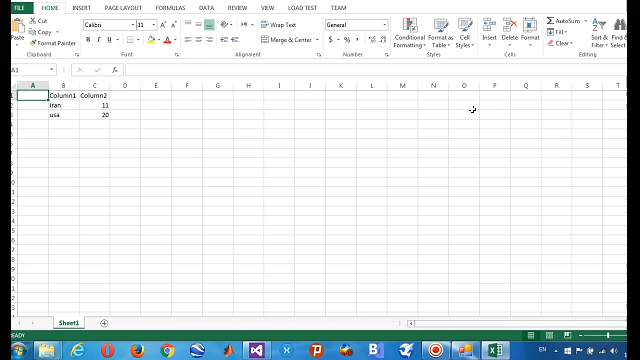 FILE HOME INSERT PAGE LAYOUT FORMULAS DATA REVIEW VIEW LOAD TEST TEAM
Cut
Copy
Format Painter
Calibri 11
B I U
Wrap Text
Merge & Center
General
$ %
Conditional Formatting
Format as Table
Cell Styles
Insert Delete Format
AutoSum
Fill
Clear
Sort & Filter
Find &
Clipboard Font Alignment Number Styles Cells Editing
A1 fx
A B C D E F G H I J K L M N O P Q R S T
Column1 Column2
iran 11
usa 20
Sheet1
READY
EN